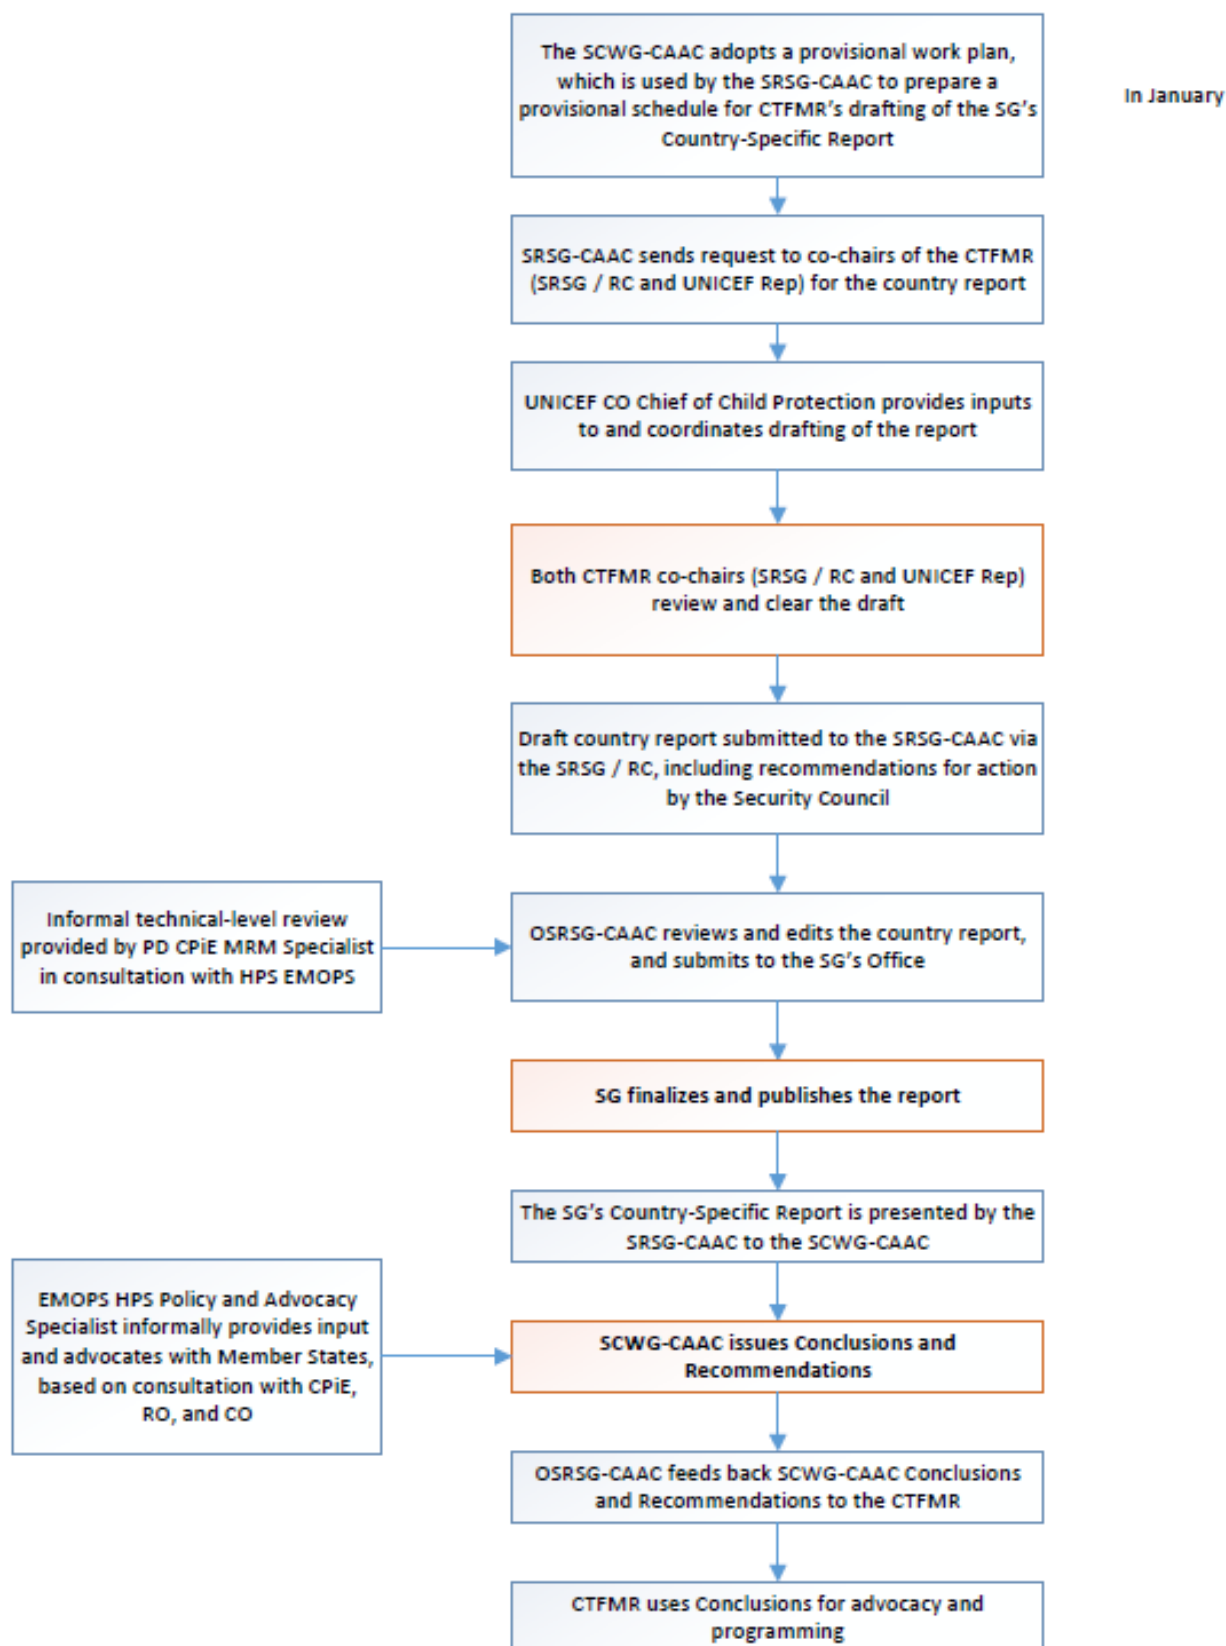 The SCWG-CAAC adopts a provisional work plan,
which is used by the SRSG-CAAC to prepare a
provisional schedule for CTFMR's drafting of the SG's
Country-Specific Report
In January
SRSG-CAAC sends request to co-chairs of the CTFMR
(SRSG / RC and UNICEF Rep) for the country report
UNICEF CO Chief of Child Protection provides inputs
to and coordinates drafting of the report
Both CTFMR co-chairs (SRSG / RC and UNICEF Rep)
review and clear the draft
Draft country report submitted to the SRSG-CAAC via
the SRSG / RC, including recommendations for action
by the Security Council
Informal technical-level review
provided by PD CPiE MRM Specialist
in consultation with HPS EMOPS
OSRSG-CAAC reviews and edits the country report,
and submits to the SG's Office
SG finalizes and publishes the report
The SG's Country-Specific Report is presented by the
SRSG-CAAC to the SCWG-CAAC
EMOPS HPS Policy and Advocacy
Specialist informally provides input
and advocates with Member States,
based on consultation with CPiE,
RO, and CO
SCWG-CAAC issues Conclusions and
Recommendations
OSRSG-CAAC feeds back SCWG-CAAC Conclusions
and Recommendations to the CTFMR
CTFMR uses Conclusions for advocacy and
programming